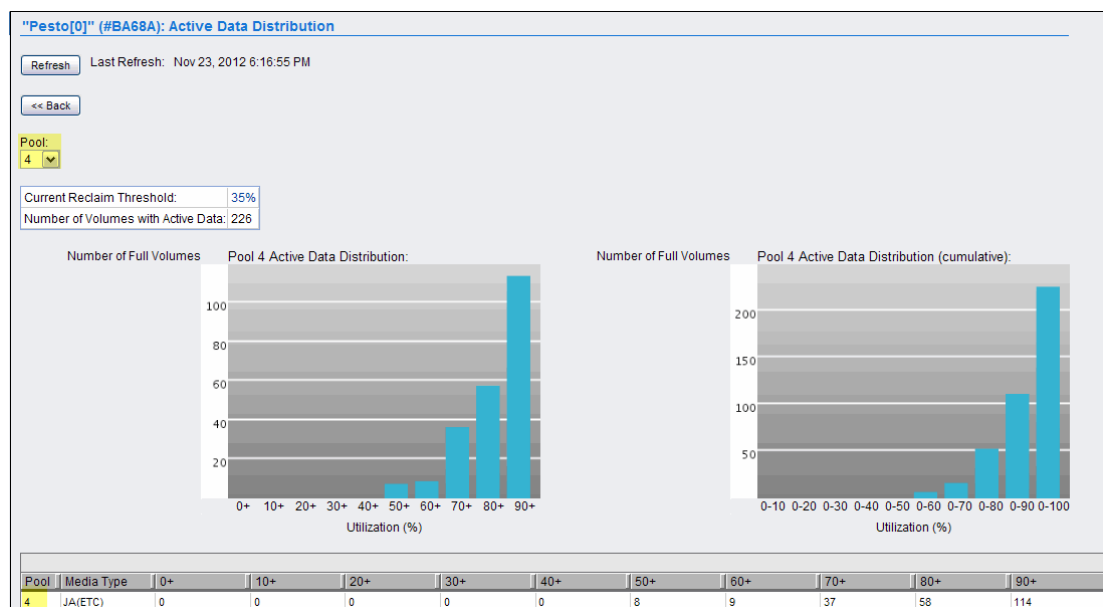 "Pesto[0]" (#BA68A): Active Data Distribution
Refresh Last Refresh: Nov 23, 2012 6:16:55 PM
<< Back
Pool:
4
Current Reclaim Threshold: 35%
Number of Volumes with Active Data: 226
Number of Full Volumes Pool 4 Active Data Distribution:
100
80
60
40
20
0+ 10+ 20+ 30+ 40+ 50+ 60+ 70+ 80+ 90+
Utilization (%)
Number of Full Volumes Pool 4 Active Data Distribution (cumulative):
200
150
100
50
0-10 0-20 0-30 0-40 0-50 0-60 0-70 0-80 0-90 0-100
Utilization (%)
Pool Media Type 0+ 10+ 20+ 30+ 40+ 50+ 60+ 70+ 80+ 90+
4 JA(ETC) 0 0 0 0 0 8 9 37 58 114